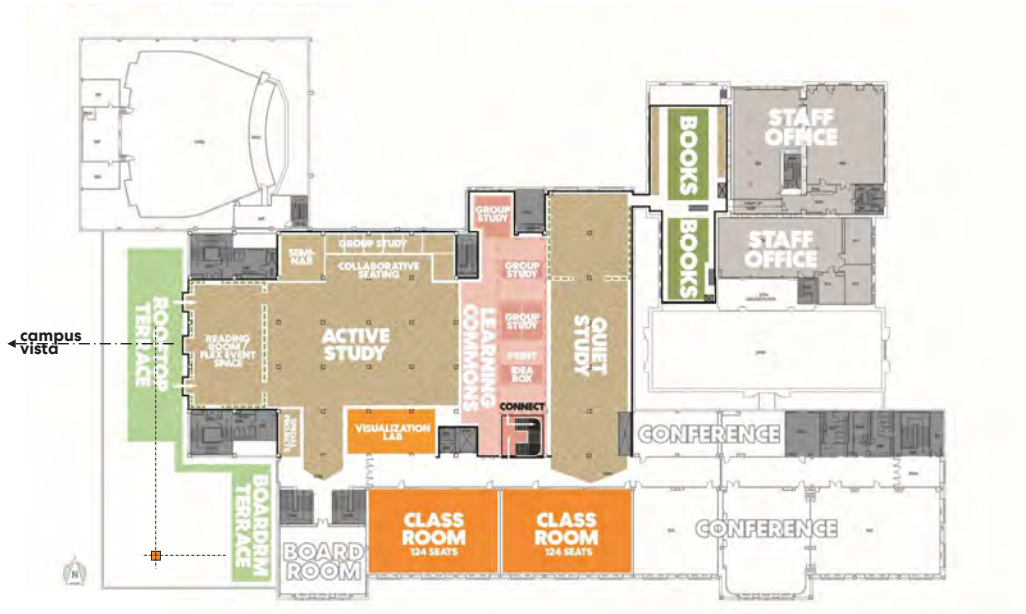 STAFF
OFFICE
BOOKS
GROUP
STUDY
STAFF
OFFICE
BOOKS
SEMI-
NAR
GROUP STUDY
COLLABORATIVE
SEATING
GROUP
STUDY
ROOFTOP
TERRACE
campus
vista
READING
ROOM /
FLEX EVENT
SPACE
ACTIVE
STUDY
LEARNING
COMMONS
GROUP
STUDY
QUIET
STUDY
PRINT
IDEA
BOX
CONNECT
SPECIAL
PROJECTS
VISUALIZATION
LAB
CONFERENCE
BOARDRM
TERRACE
CLASS
ROOM
124 SEATS
CLASS
ROOM
124 SEATS
CONFERENCE
BOARD
ROOM
N